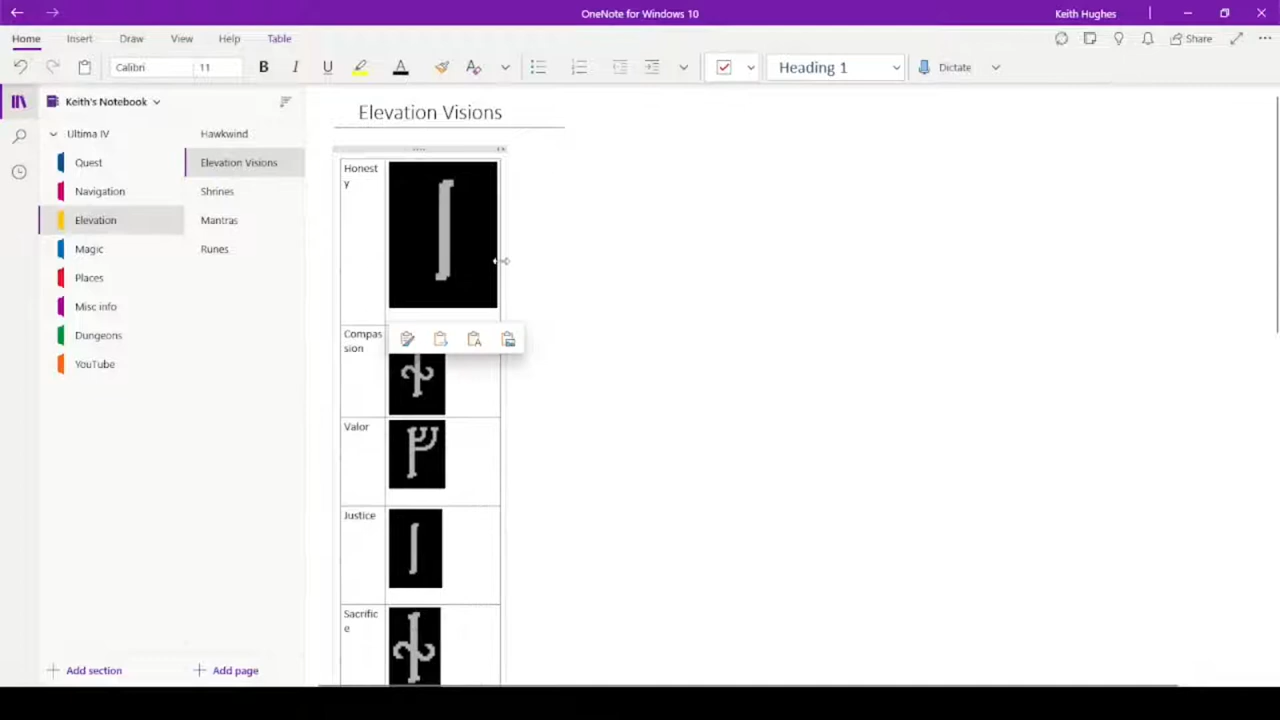 OneNote for Windows 10
Keith Hughes
Home Insert Draw View Help Table
Share
Calibri 11 B I U A Heading 1 Dictate
Keith's Notebook
Ultima IV
Quest
Navigation
Elevation
Magic
Places
Misc info
Dungeons
YouTube
Add section
Hawkwind
Elevation Visions
Shrines
Mantras
Runes
Add page
Elevation Visions
Honest
y
Compas
sion
Valor
Justice
Sacrific
e